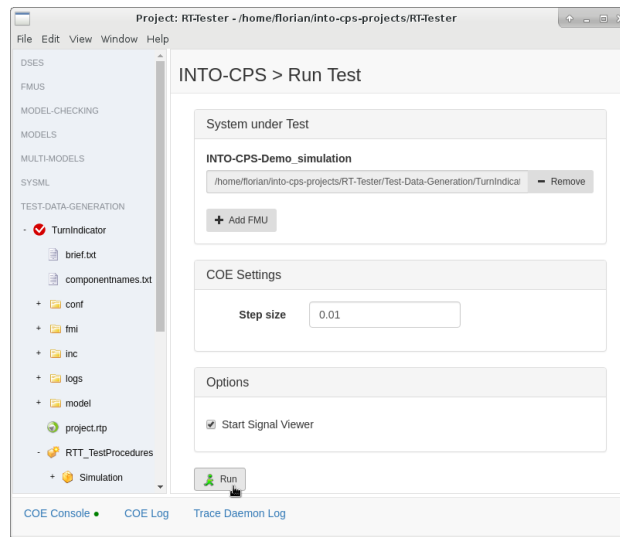 Project: RT-Tester - /home/florian/into-cps-projects/RT-Tester
File Edit View Window Help
DSES
FMUS
MODEL-CHECKING
MODELS
MULTI-MODELS
SYSML
TEST-DATA-GENERATION
- TurnIndicator
brief.txt
componentnames.txt
+ conf
+ fmi
+ inc
+ logs
+ model
project.rtp
- RTT_TestProcedures
+ Simulation
INTO-CPS > Run Test
System under Test
INTO-CPS-Demo_simulation
/home/florian/into-cps-projects/RT-Tester/Test-Data-Generation/TurnIndicat
Remove
Add FMU
COE Settings
Step size 0.01
Options
Start Signal Viewer
Run
COE Console COE Log Trace Daemon Log